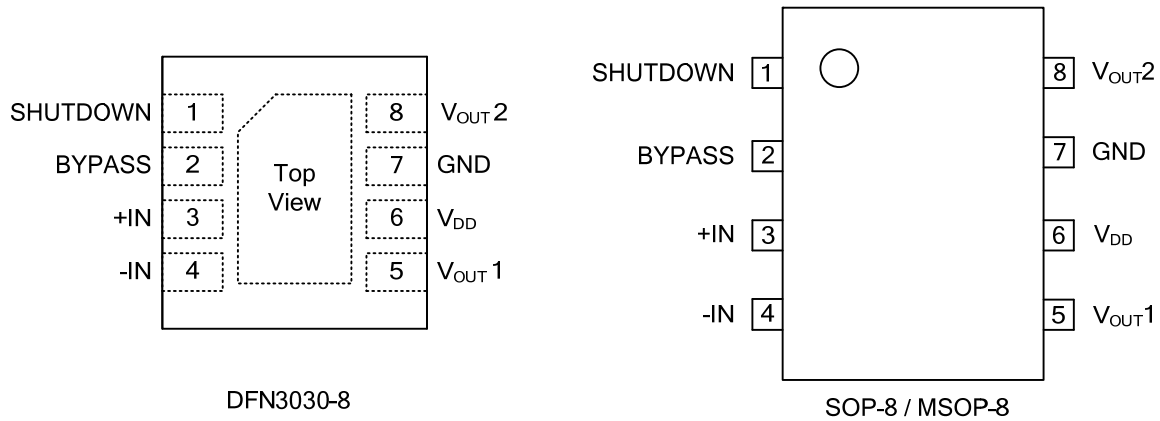 SHUTDOWN 1 8 VOUT2
BYPASS 2 7 GND
+IN 3 6 VDD
-IN 4 5 VOUT1
Top
View
DFN3030-8
SHUTDOWN 1 8 VOUT2
BYPASS 2 7 GND
+IN 3 6 VDD
-IN 4 5 VOUT1
SOP-8 / MSOP-8